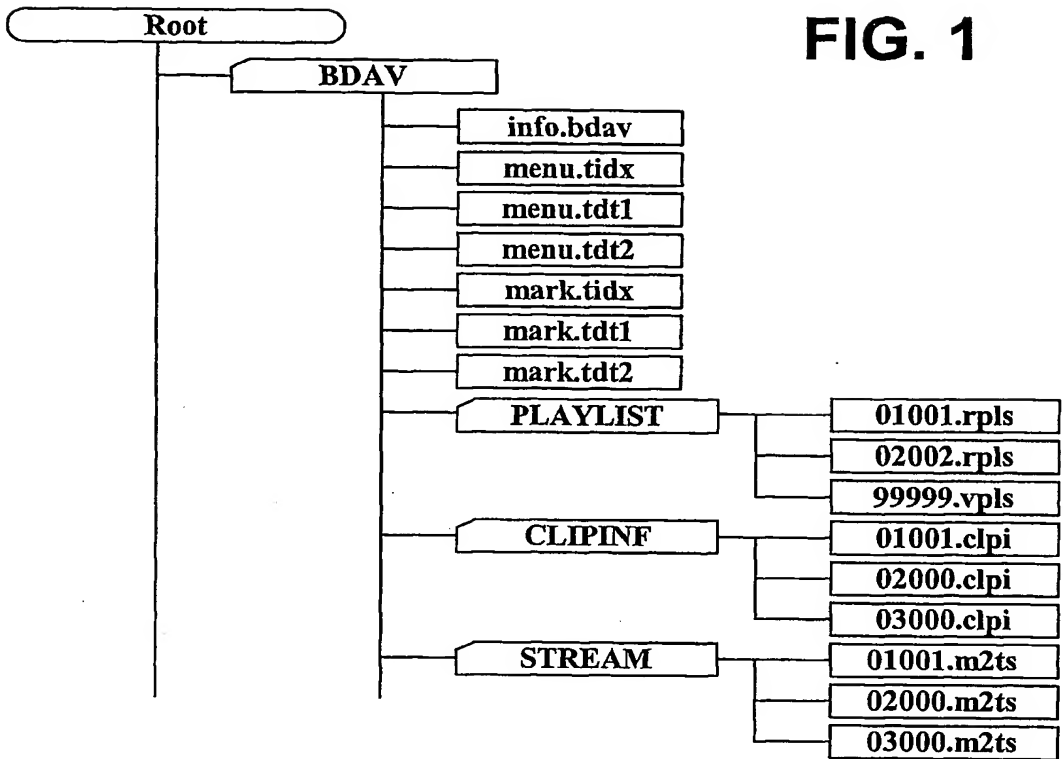 FIG. 1
Root
BDAV
info.bdav
menu.tidx
menu.tdt1
menu.tdt2
mark.tidx
mark.tdt1
mark.tdt2
PLAYLIST
01001.rpls
02002.rpls
99999.vpls
CLIPINF
01001.clpi
02000.clpi
03000.clpi
STREAM
01001.m2ts
02000.m2ts
03000.m2ts